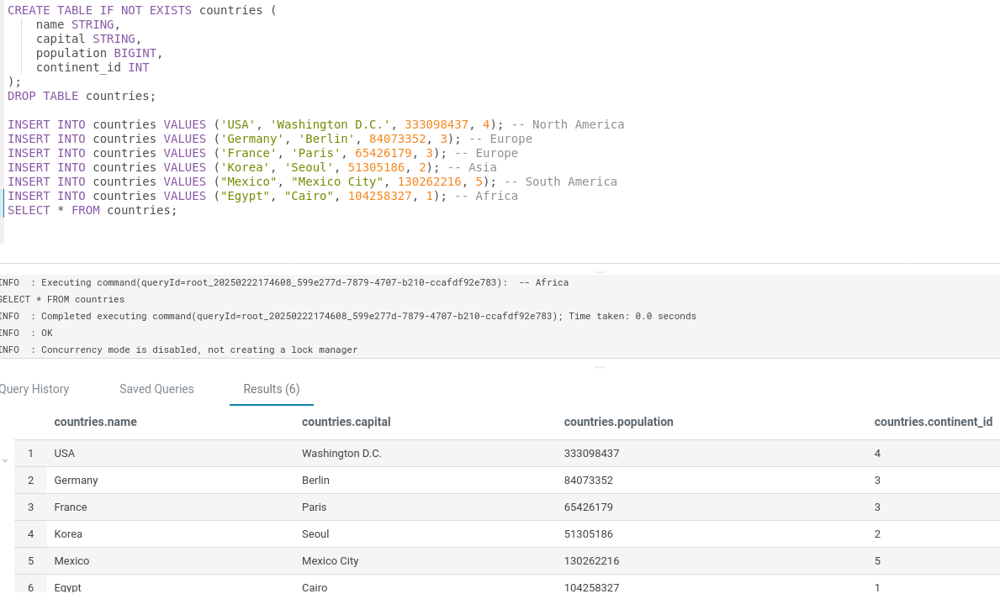 CREATE TABLE IF NOT EXISTS countries (
name STRING,
capital STRING,
population BIGINT,
continent_id INT
);
DROP TABLE countries;
INSERT INTO countries VALUES ('USA', 'Washington D.C.', 333098437, 4); -- North America
INSERT INTO countries VALUES ('Germany', 'Berlin', 84073352, 3); -- Europe
INSERT INTO countries VALUES ('France', 'Paris', 65426179, 3); -- Europe
INSERT INTO countries VALUES ('Korea', 'Seoul', 51305186, 2); -- Asia
INSERT INTO countries VALUES ("Mexico", "Mexico City", 130262216, 5); -- South America
INSERT INTO countries VALUES ("Egypt", "Cairo", 104258327, 1); -- Africa
SELECT * FROM countries;
INFO : Executing command(queryId=root_20250222174608_599e277d-7879-4707-b210-ccafdf92e783): -- Africa
SELECT * FROM countries
INFO : Completed executing command(queryId=root_20250222174608_599e277d-7879-4707-b210-ccafdf92e783); Time taken: 0.0 seconds
INFO : OK
INFO : Concurrency mode is disabled, not creating a lock manager
Query History Saved Queries Results (6)
countries.name countries.capital countries.population countries.continent_id
1 USA Washington D.C. 333098437 4
2 Germany Berlin 84073352 3
3 France Paris 65426179 3
4 Korea Seoul 51305186 2
5 Mexico Mexico City 130262216 5
6 Egypt Cairo 104258327 1